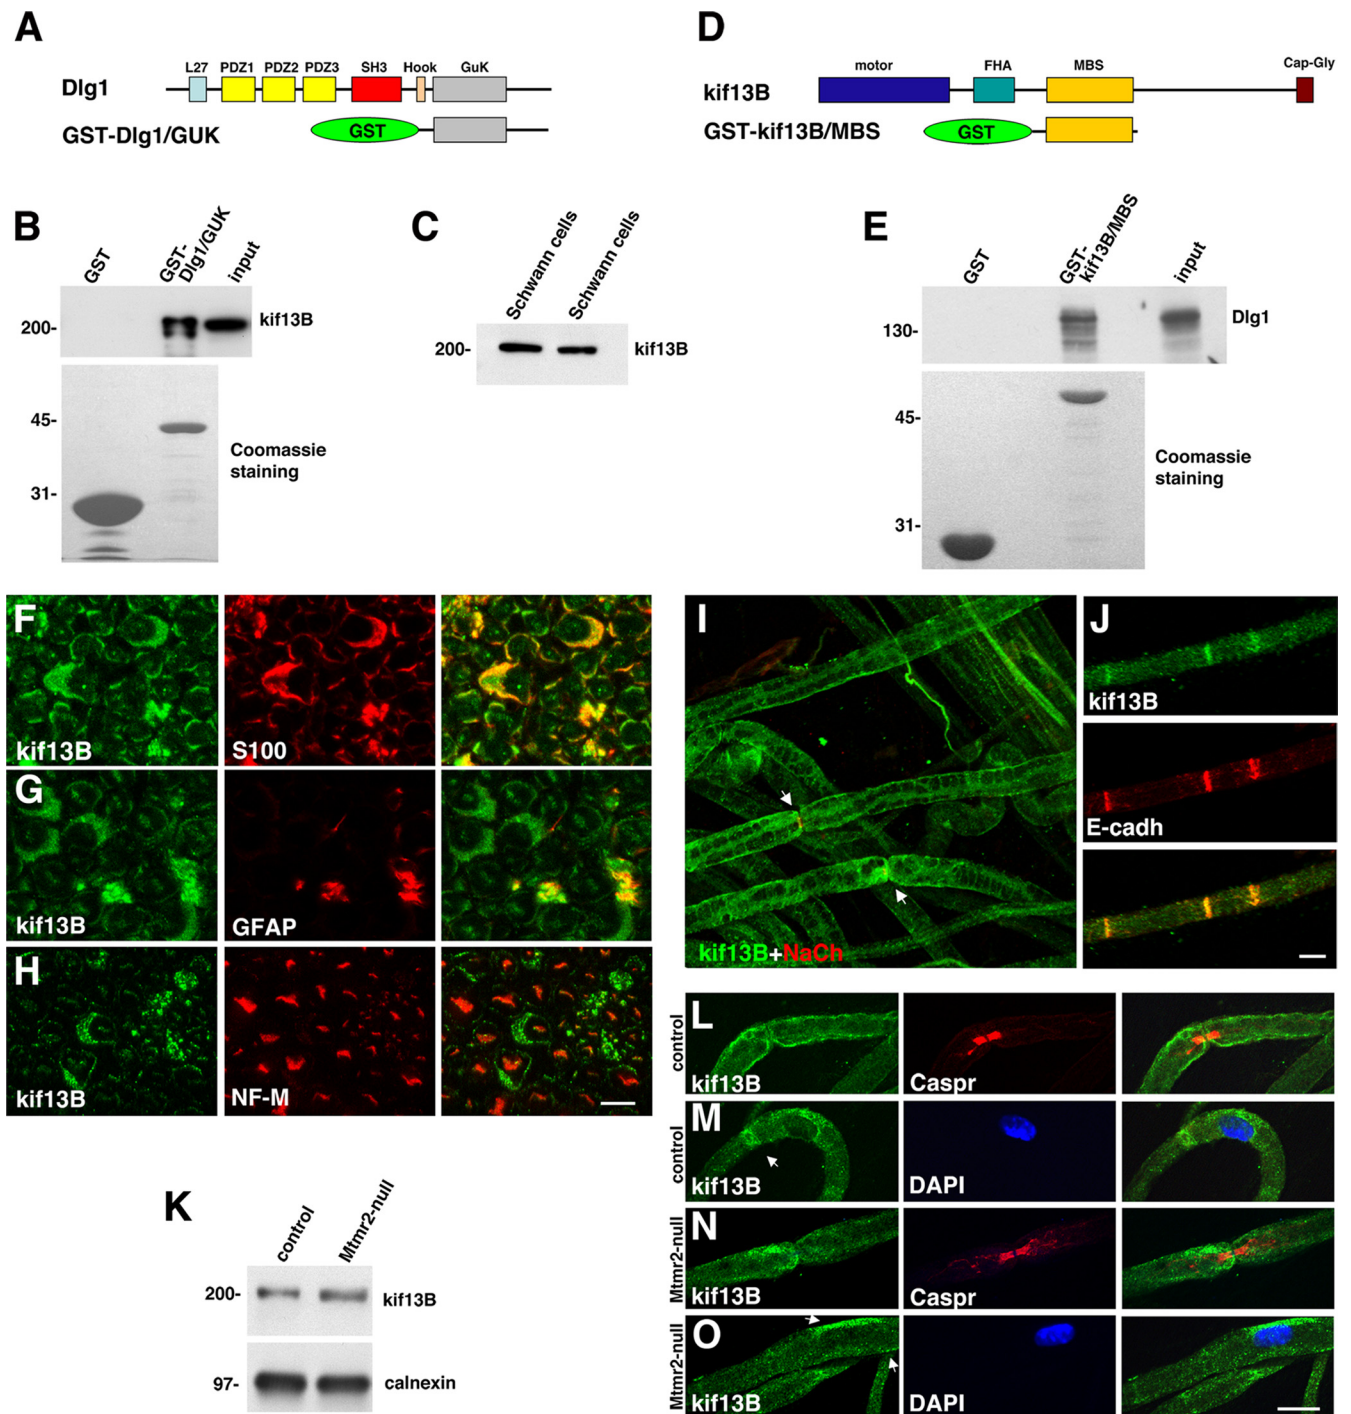 A
L27 PDZ1 PDZ2 PDZ3 SH3 Hook GuK
Dlg1
GST-Dlg1/GUK
GST
D
motor FHA MBS Cap-Gly
kif13B
GST-kif13B/MBS
GST
B
GST
GST-
Dlg1/GUK
input
200-
kif13B
45-
31-
Coomassie
staining
C
Schwann cells
Schwann cells
200-
kif13B
E
GST
GST-
kif13B/MBS
input
130-
Dlg1
45-
31-
Coomassie
staining
F
kif13B
S100
G
kif13B
GFAP
H
kif13B
NF-M
I
kif13B+NaCh
J
kif13B
E-cadh
K
control
Mtmr2-null
200-
kif13B
97-
calnexin
control
L
kif13B
Caspr
control
M
kif13B
DAPI
Mtmr2-null
N
kif13B
Caspr
Mtmr2-null
O
kif13B
DAPI